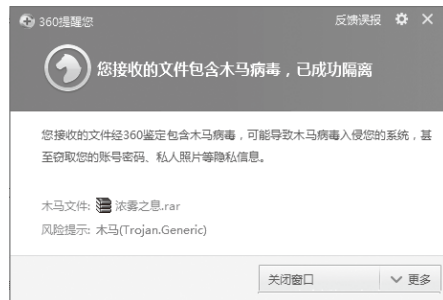 360提醒您
反馈误报
您接收的文件包含木马病毒，已成功隔离
您接收的文件经360鉴定包含木马病毒，可能导致木马病毒入侵您的系统，甚
至窃取您的账号密码、私人照片等隐私信息。
木马文件: 浓雾之息.rar
风险提示: 木马(Trojan.Generic)
关闭窗口
更多